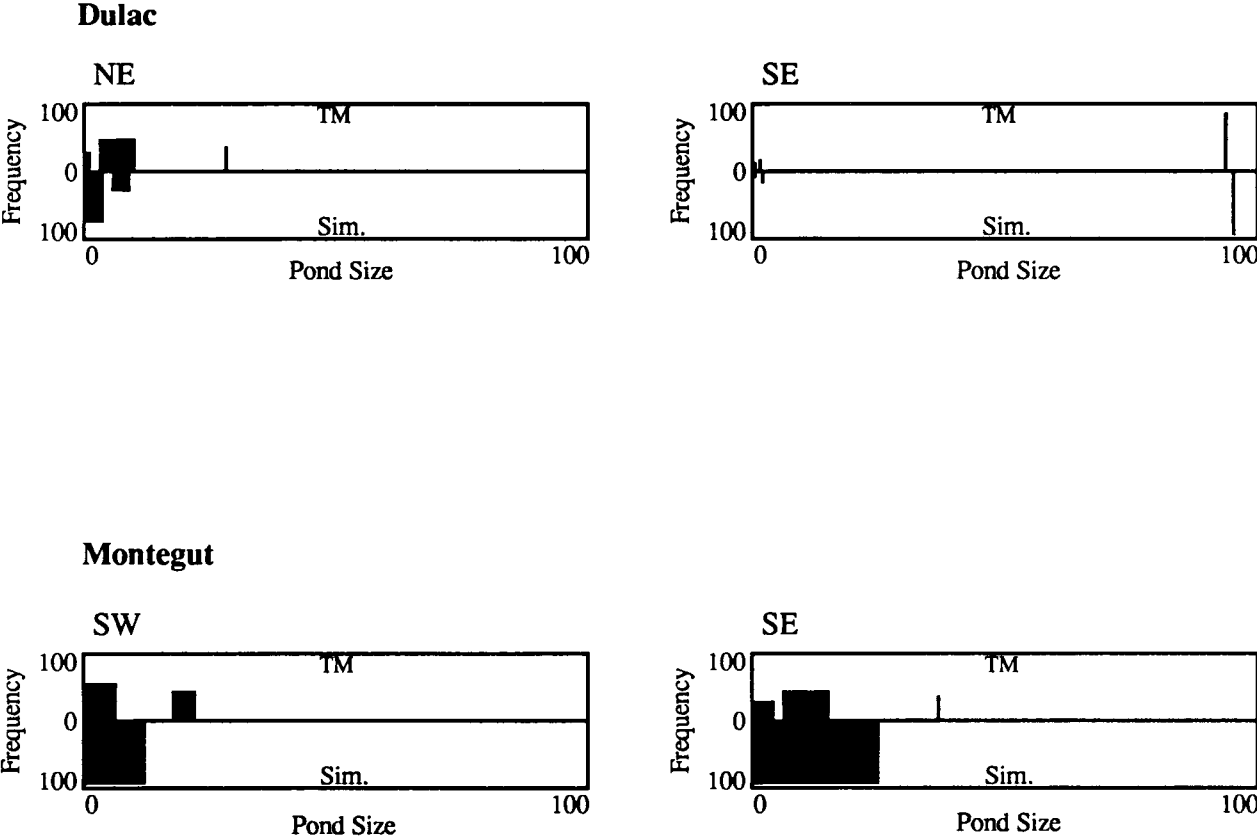 Dulac
NE
100
TM
Frequency
0
100
Sim.
0
100
Pond Size
SE
100
TM
Frequency
0
100
Sim.
0
100
Pond Size
Montegut
SW
100
TM
Frequency
0
100
Sim.
0
100
Pond Size
SE
100
TM
Frequency
0
100
Sim.
0
100
Pond Size